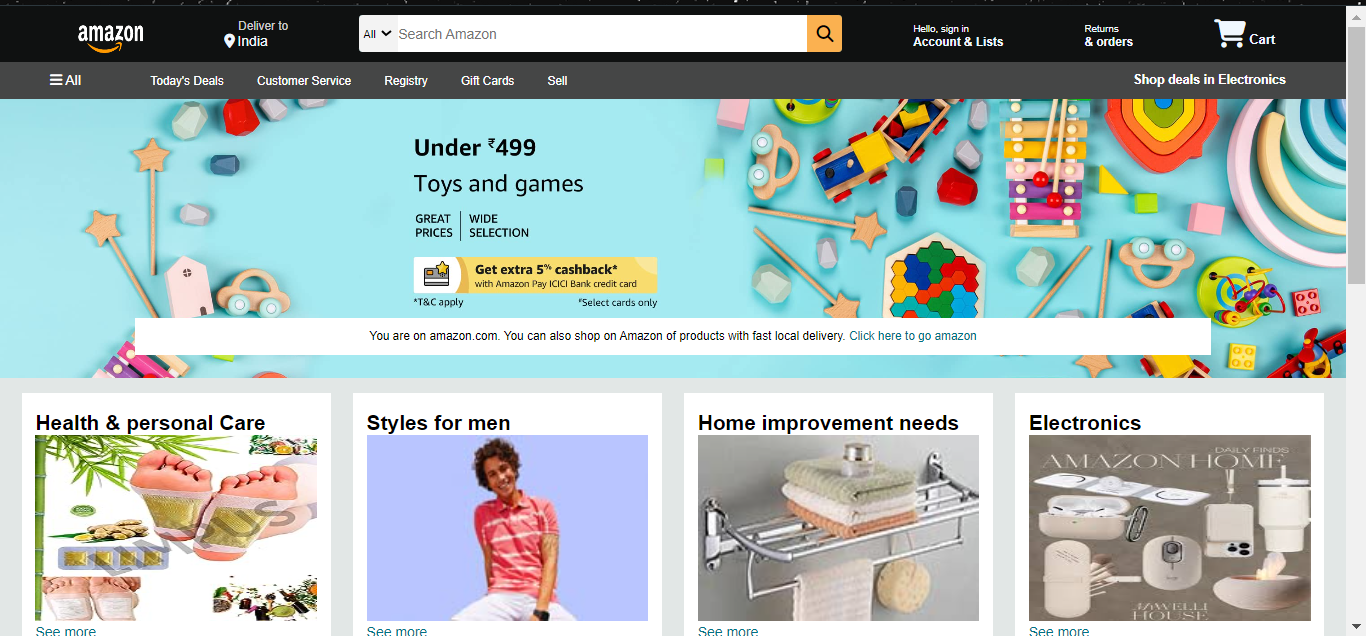 amazon
Deliver to
India
All
Search Amazon
Hello, sign in
Account & Lists
Returns
& orders
Cart
All
Today's Deals
Customer Service
Registry
Gift Cards
Sell
Shop deals in Electronics
Under ₹499
Toys and games
GREAT PRICES
WIDE SELECTION
Get extra 5% cashback*
with Amazon Pay ICICI Bank credit card
*T&C apply
#Select cards only
You are on amazon.com. You can also shop on Amazon of products with fast local delivery. Click here to go amazon
Health & personal Care
See more
Styles for men
See more
Home improvement needs
See more
Electronics
DAILY FINDS
AMAZON HOME
HOUSE
See more